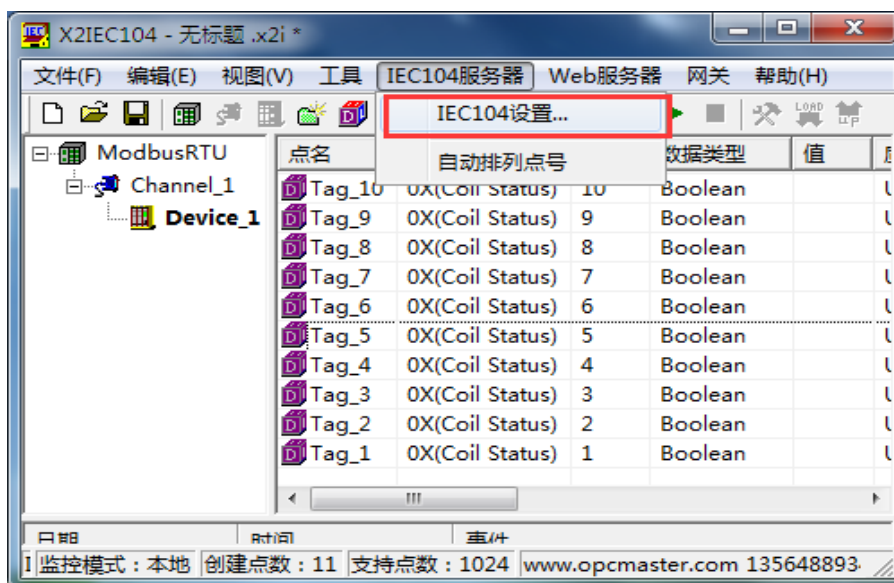 X2IEC104 - 无标题 .x2i *
文件(F) 编辑(E) 视图(V) 工具 IEC104服务器 Web服务器 网关 帮助(H)
IEC104设置...
自动排列点号
ModbusRTU
Channel_1
Device_1
点名 数据类型 值
Tag_10 0X(Coil Status) 10 Boolean
Tag_9 0X(Coil Status) 9 Boolean
Tag_8 0X(Coil Status) 8 Boolean
Tag_7 0X(Coil Status) 7 Boolean
Tag_6 0X(Coil Status) 6 Boolean
Tag_5 0X(Coil Status) 5 Boolean
Tag_4 0X(Coil Status) 4 Boolean
Tag_3 0X(Coil Status) 3 Boolean
Tag_2 0X(Coil Status) 2 Boolean
Tag_1 0X(Coil Status) 1 Boolean
日期 时间 事件
监控模式：本地 创建点数：11 支持点数：1024 www.opcmaster.com 135648893